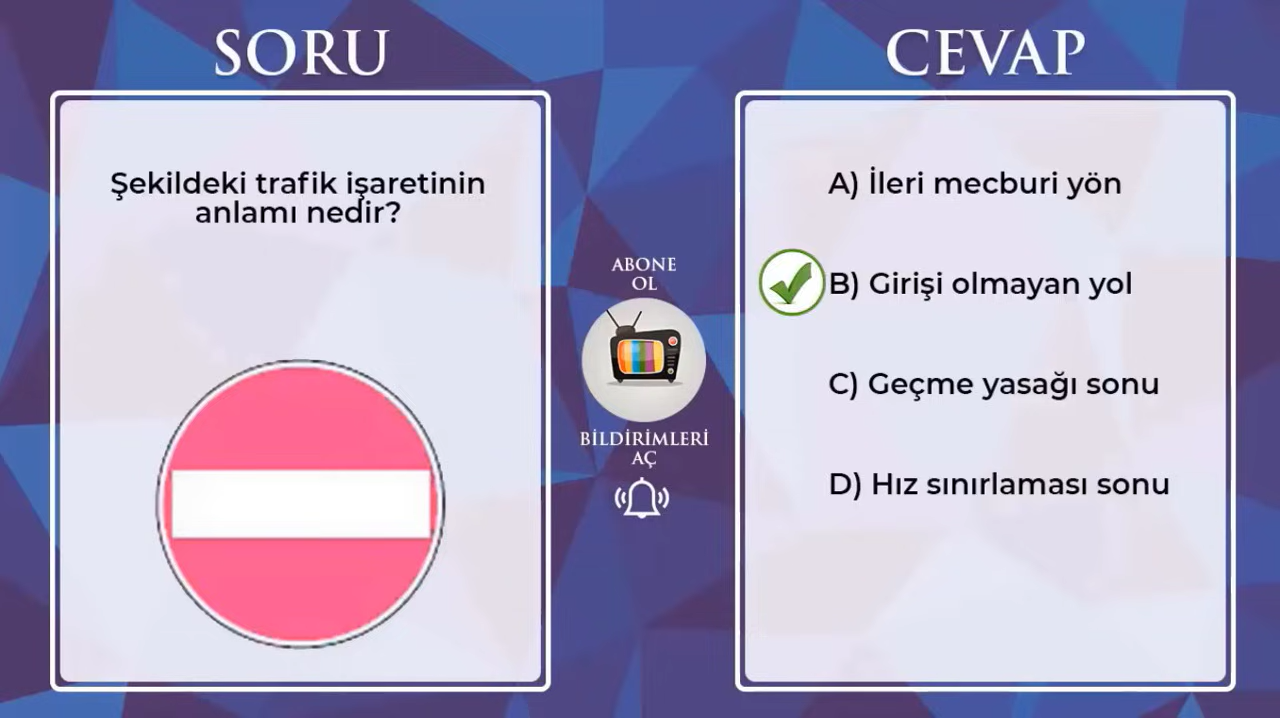 SORU
Şekildeki trafik işaretinin
anlamı nedir?
ABONE
OL
BİLDİRİMLERİ
AÇ
CEVAP
A) İleri mecburi yön
B) Girişi olmayan yol
C) Geçme yasağı sonu
D) Hız sınırlaması sonu